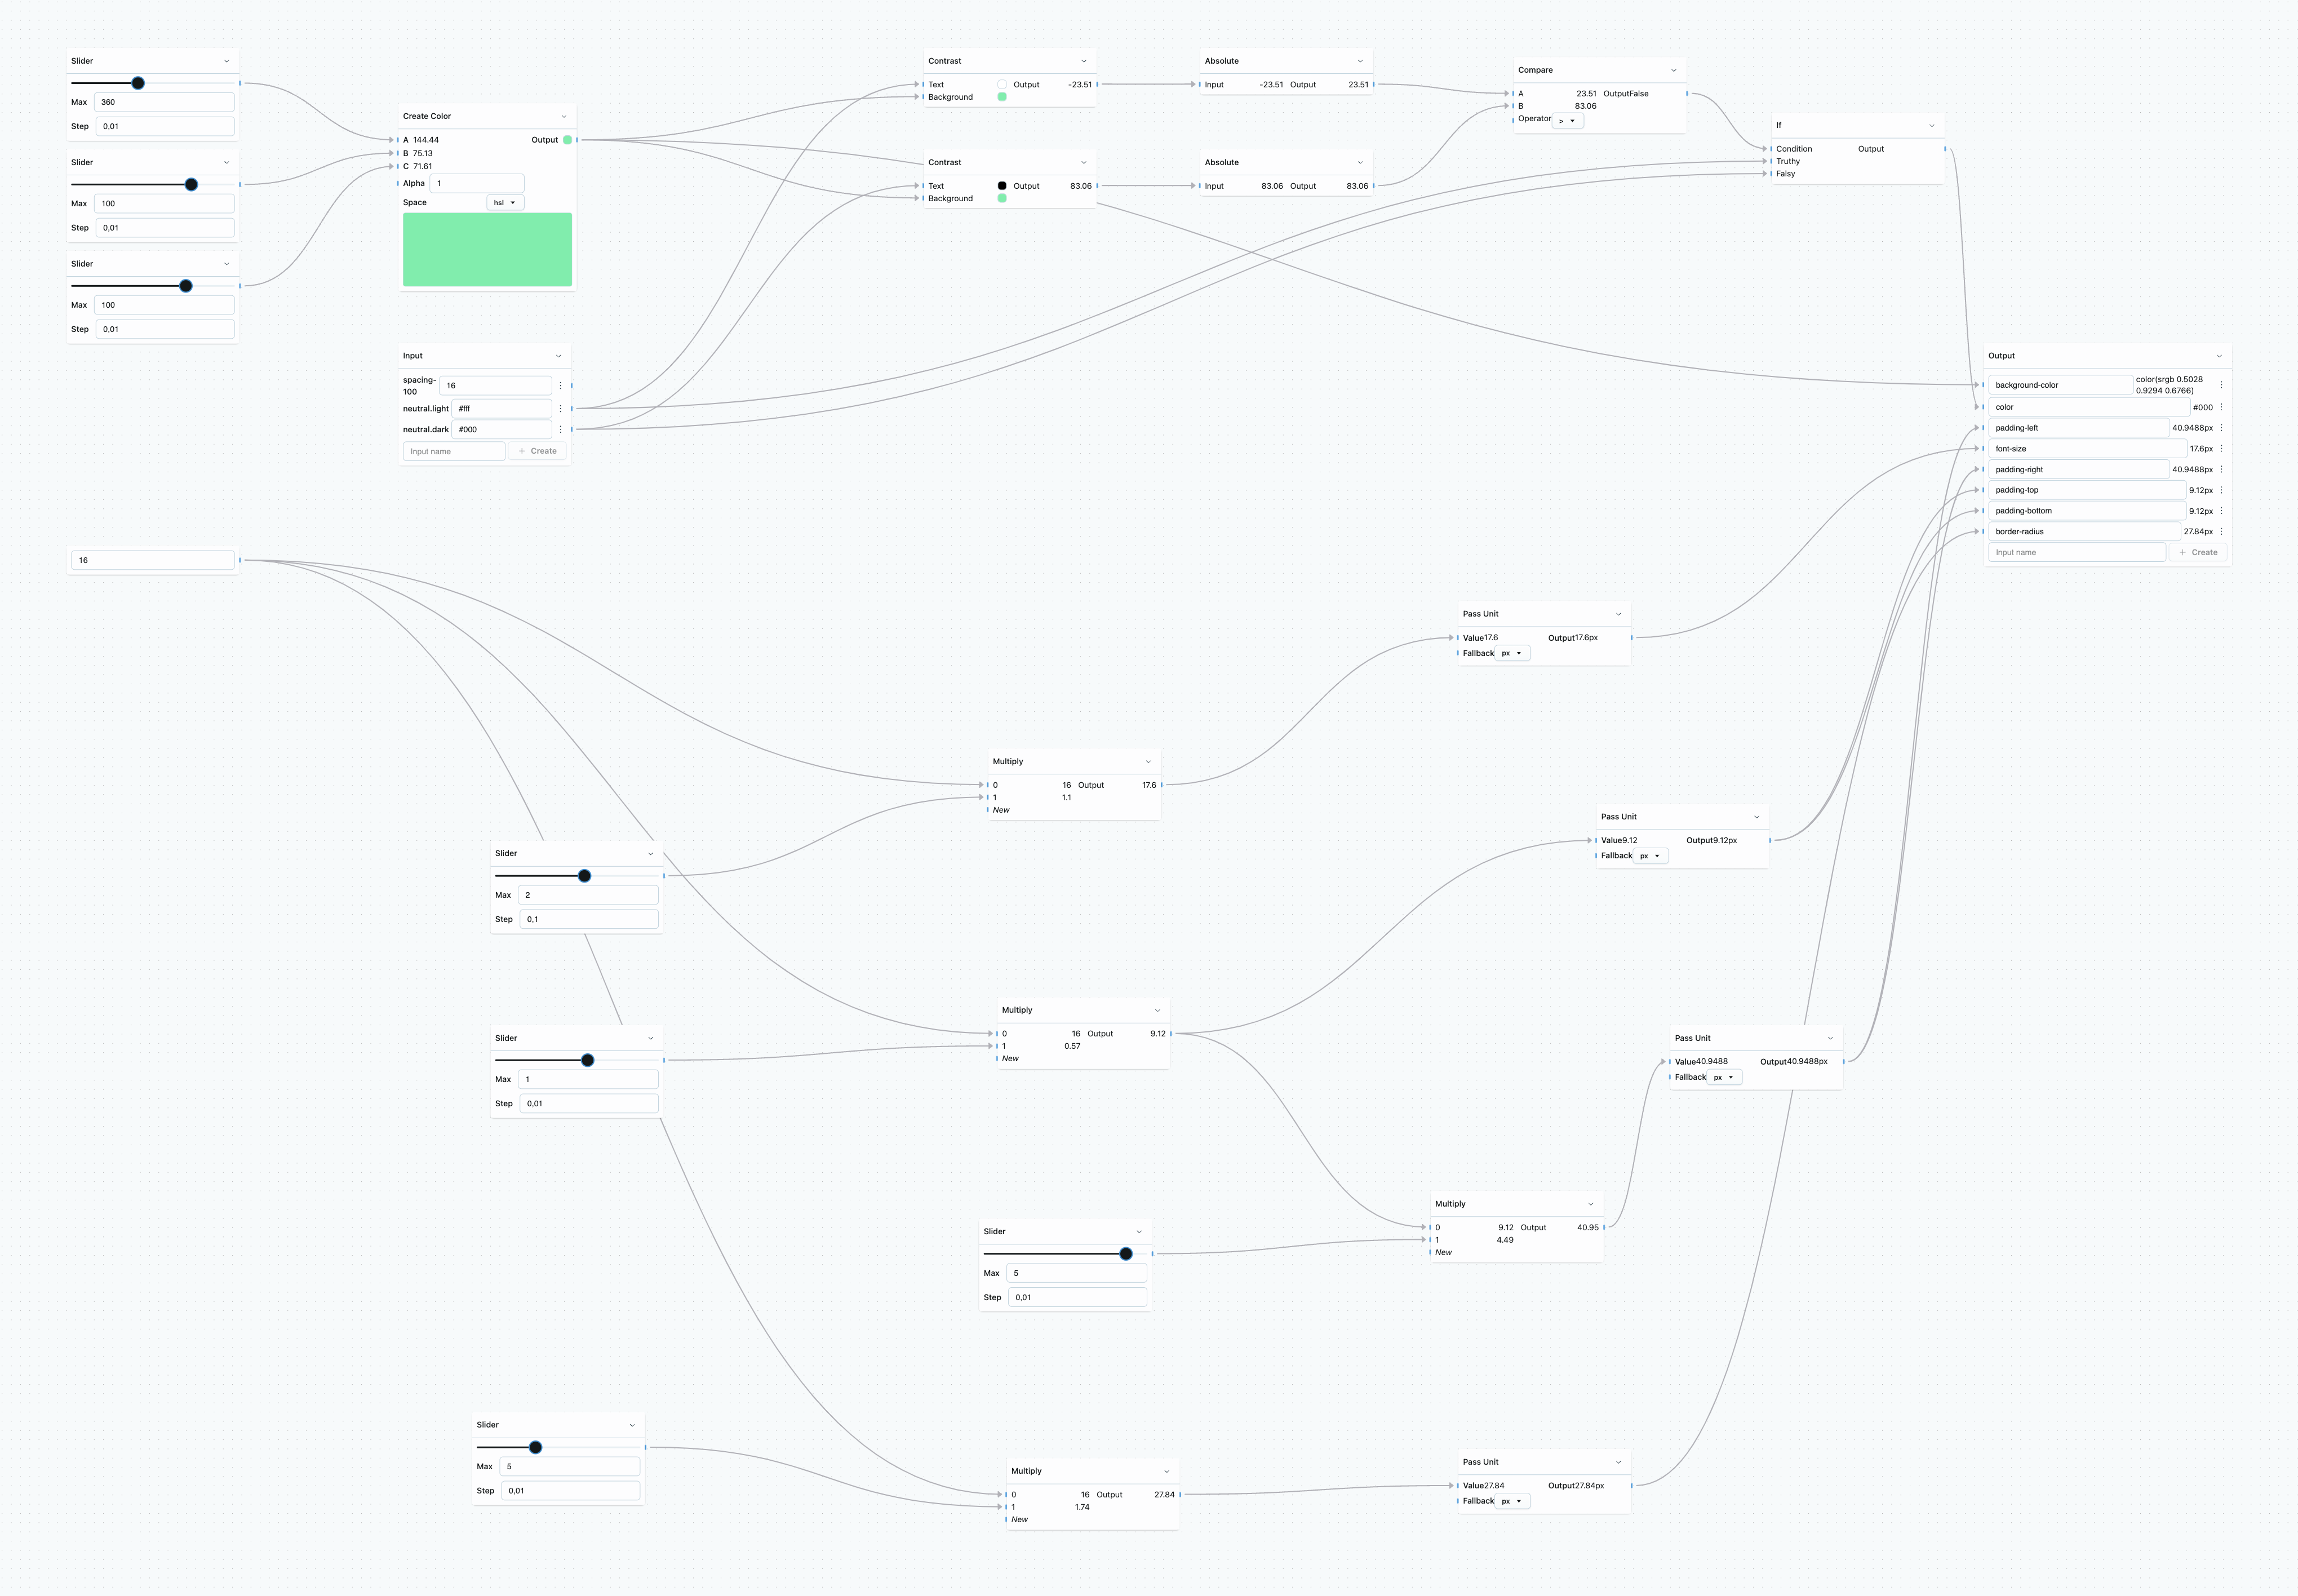 Slider
Max 360
Step 0,01
Slider
Max 100
Step 0,01
Slider
Max 100
Step 0,01
Create Color
A 144.44 Output
B 75.13
C 71.61
Alpha 1
Space hsl
Input
spacing-
100 16
neutral.light #fff
neutral.dark #000
Input name + Create
Contrast
Text Output -23.51
Background
Contrast
Text Output 83.06
Background
Absolute
Input -23.51 Output 23.51
Absolute
Input 83.06 Output 83.06
Compare
A 23.51 OutputFalse
B 83.06
Operator >
If
Condition Output
Truthy
Falsy
Output
background-color color(srgb 0.5028
0.9294 0.6766)
color #000
padding-left 40.9488px
font-size 17.6px
padding-right 40.9488px
padding-top 9.12px
padding-bottom 9.12px
border-radius 27.84px
Input name + Create
16
Pass Unit
Value17.6 Output17.6px
Fallback px
Multiply
0 16 Output 17.6
1 1.1
New
Pass Unit
Value9.12 Output9.12px
Fallback px
Slider
Max 2
Step 0,1
Multiply
0 16 Output 9.12
1 0.57
New
Slider
Max 1
Step 0,01
Pass Unit
Value40.9488 Output40.9488px
Fallback px
Multiply
0 9.12 Output 40.95
1 4.49
New
Slider
Max 5
Step 0,01
Slider
Max 5
Step 0,01
Multiply
0 16 Output 27.84
1 1.74
New
Pass Unit
Value27.84 Output27.84px
Fallback px